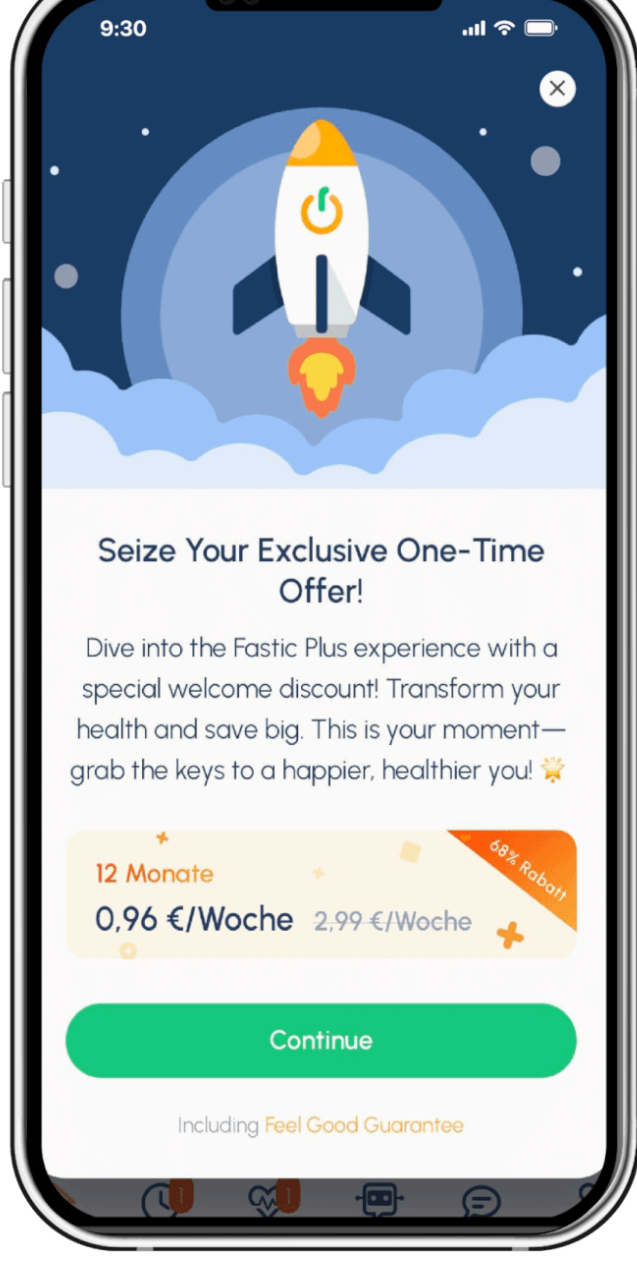 9:30
Seize Your Exclusive One-Time
Offer!
Dive into the Fastic Plus experience with a
special welcome discount! Transform your
health and save big. This is your moment—
grab the keys to a happier, healthier you! 🌟
68% Rabatt
12 Monate
0,96 €/Woche 2,99 €/Woche
Continue
Including Feel Good Guarantee
1
1